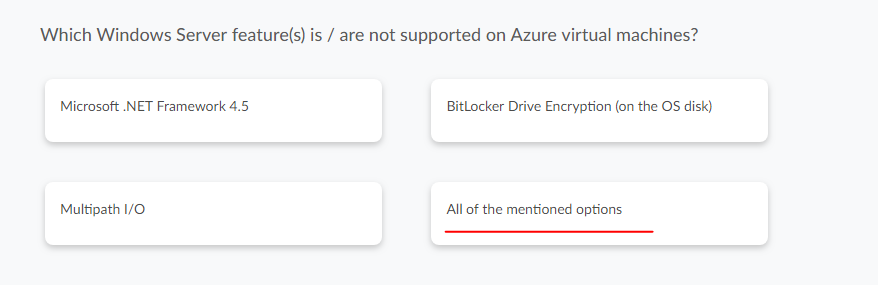 Which Windows Server feature(s) is / are not supported on Azure virtual machines?
Microsoft .NET Framework 4.5
BitLocker Drive Encryption (on the OS disk)
Multipath I/O
All of the mentioned options